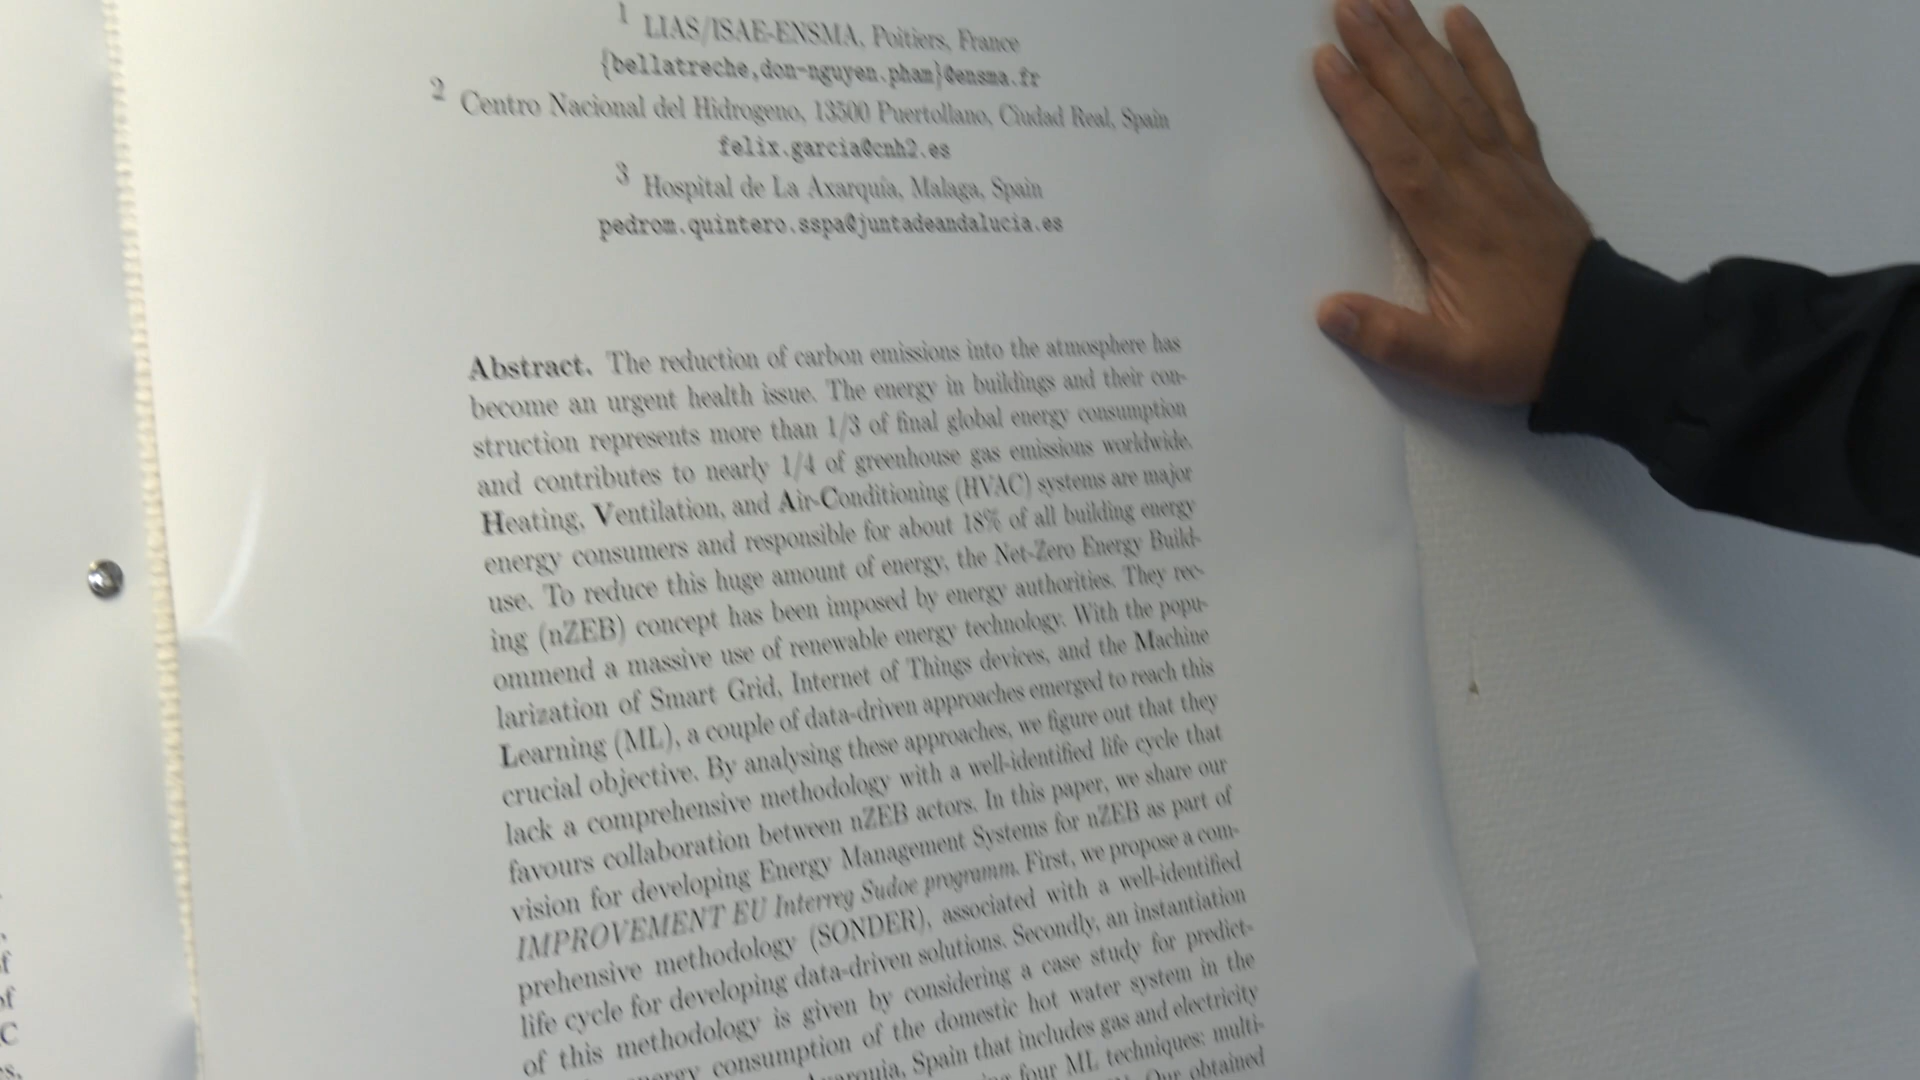 1 LIAS/ISAE-ENSMA, Poitiers, France
{bellatreche,don-nguyen.pham}@ensma.fr
2 Centro Nacional del Hidrogeno, 13500 Puertollano, Ciudad Real, Spain
felix.garcia@cnh2.es
3 Hospital de La Axarquía, Malaga, Spain
pedrom.quintero.sspa@juntadeandalucia.es
Abstract. The reduction of carbon emissions into the atmosphere has
become an urgent health issue. The energy in buildings and their con-
struction represents more than 1/3 of final global energy consumption
and contributes to nearly 1/4 of greenhouse gas emissions worldwide.
Heating, Ventilation, and Air-Conditioning (HVAC) systems are major
energy consumers and responsible for about 18% of all building energy
use. To reduce this huge amount of energy, the Net-Zero Energy Build-
ing (nZEB) concept has been imposed by energy authorities. They rec-
ommend a massive use of renewable energy technology. With the popu-
larization of Smart Grid, Internet of Things devices, and the Machine
Learning (ML), a couple of data-driven approaches emerged to reach this
crucial objective. By analysing these approaches, we figure out that they
lack a comprehensive methodology with a well-identified life cycle that
favours collaboration between nZEB actors. In this paper, we share our
vision for developing Energy Management Systems for nZEB as part of
IMPROVEMENT EU Interreg Sudoe programm. First, we propose a com-
prehensive methodology (SONDER), associated with a well-identified
life cycle for developing data-driven solutions. Secondly, an instantiation
of this methodology is given by considering a case study for predict-
energy consumption of the domestic hot water system in the
Axarquia, Spain that includes gas and electricity
four ML techniques: multi-
Our obtained